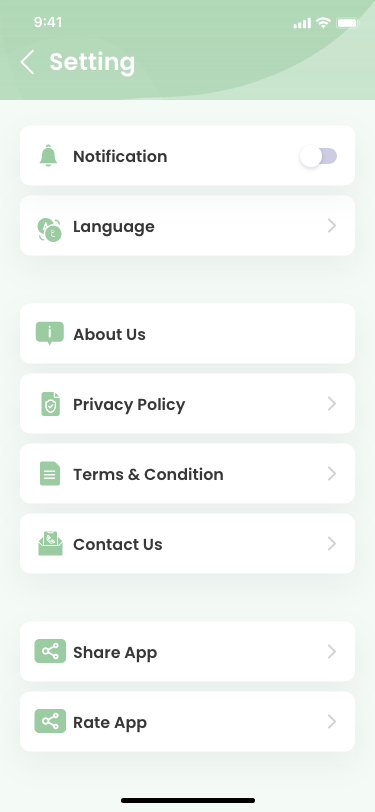 9:41
Setting
Notification
Language
About Us
Privacy Policy
Terms & Condition
Contact Us
Share App
Rate App